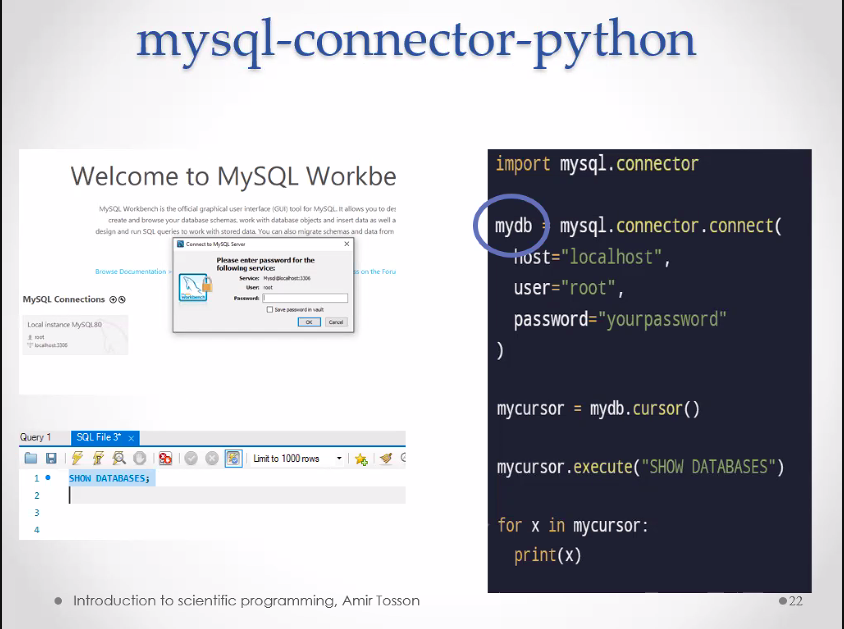 mysql-connector-python
Welcome to MySQL Workbe
MySQL Workbench is the official graphical user interface (GUI) tool for MySQL. It allows you to des
create and browse your database schemas, work with database objects and insert data as well a
design and run SQL queries to work with stored data. You can also migrate schemas and data from
Connect to MySQL Server
Please enter password for the
following service:
Service: Mysql@localhost:3306
User: root
Password:
Save password in vault
OK Cancel
Browse Documentation
s on the Foru
MySQL Connections
Local instance MySQL80
root
localhost:3306
Query 1 SQL File 3* x
Limit to 1000 rows
1 SHOW DATABASES;
2
3
4
import mysql.connector
mydb = mysql.connector.connect(
host="localhost",
user="root",
password="yourpassword"
)
mycursor = mydb.cursor()
mycursor.execute("SHOW DATABASES")
for x in mycursor:
print(x)
Introduction to scientific programming, Amir Tosson
22